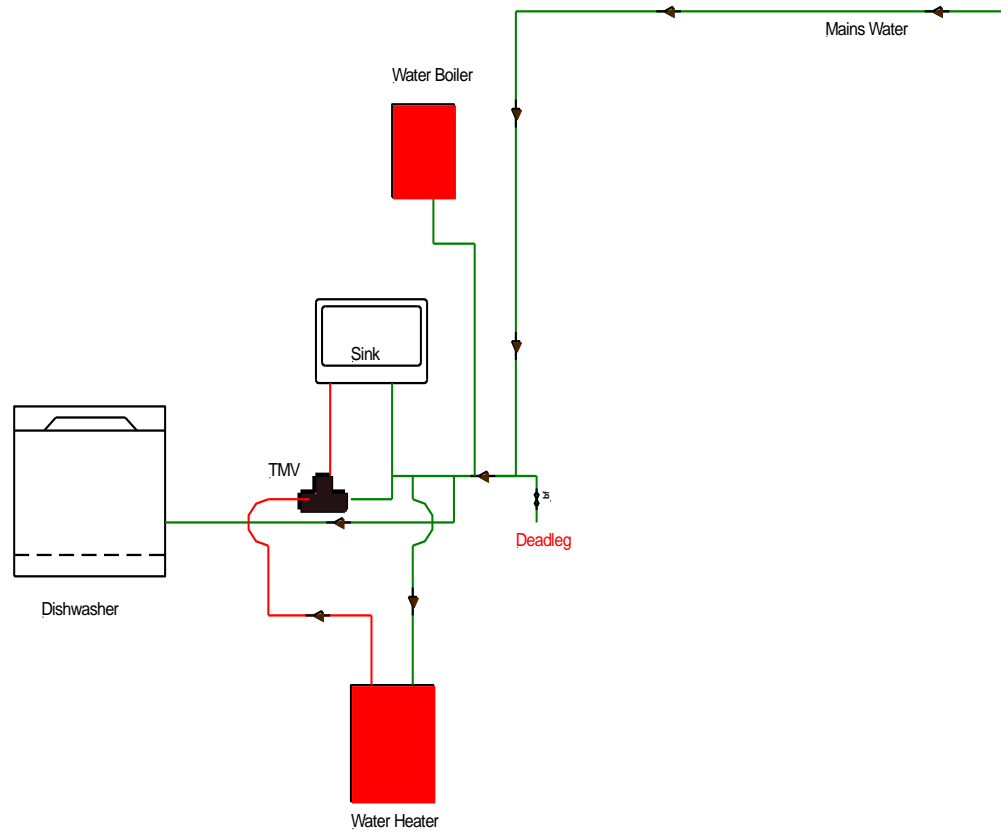 Mains Water
Water Boiler
Sink
TMV
Deadleg
Dishwasher
Water Heater